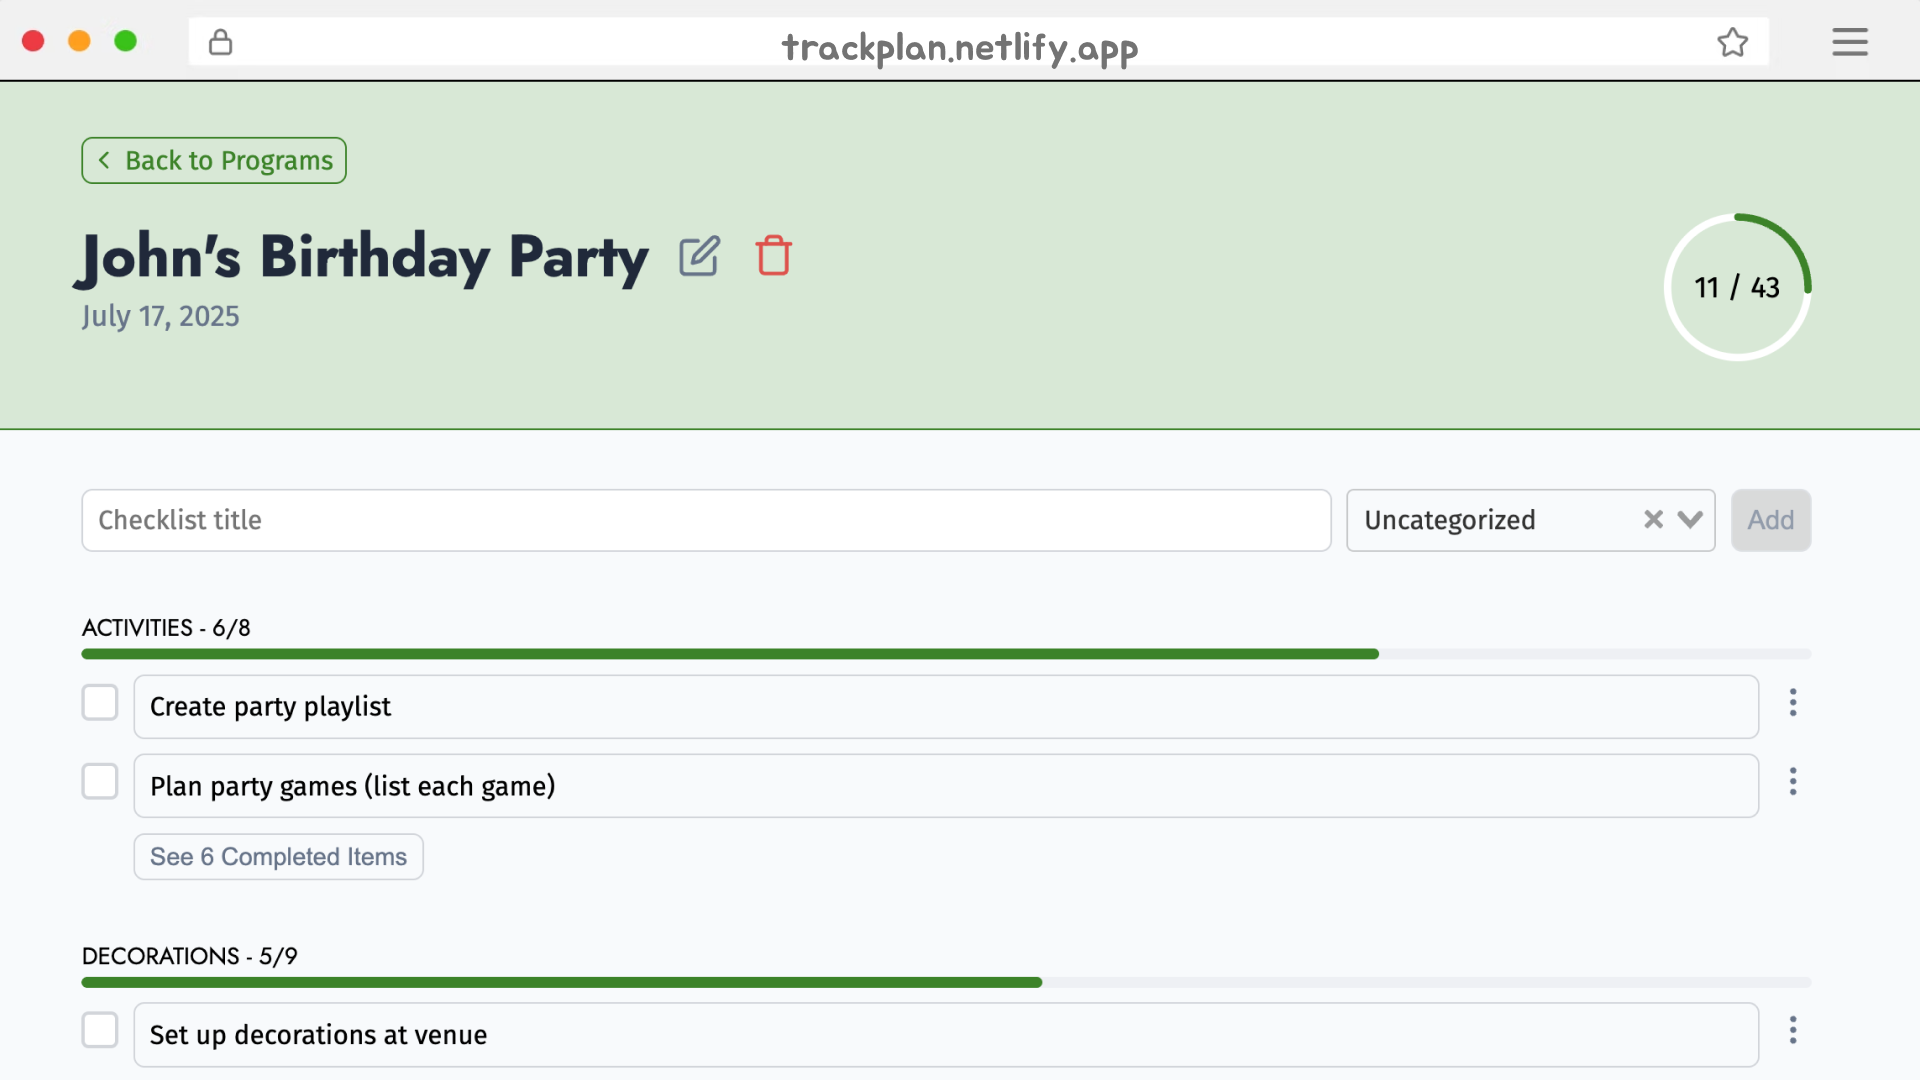 trackplan.netlify.app
Back to Programs
John's Birthday Party
July 17, 2025
11 / 43
Checklist title
Uncategorized
Add
ACTIVITIES - 6/8
Create party playlist
Plan party games (list each game)
See 6 Completed Items
DECORATIONS - 5/9
Set up decorations at venue